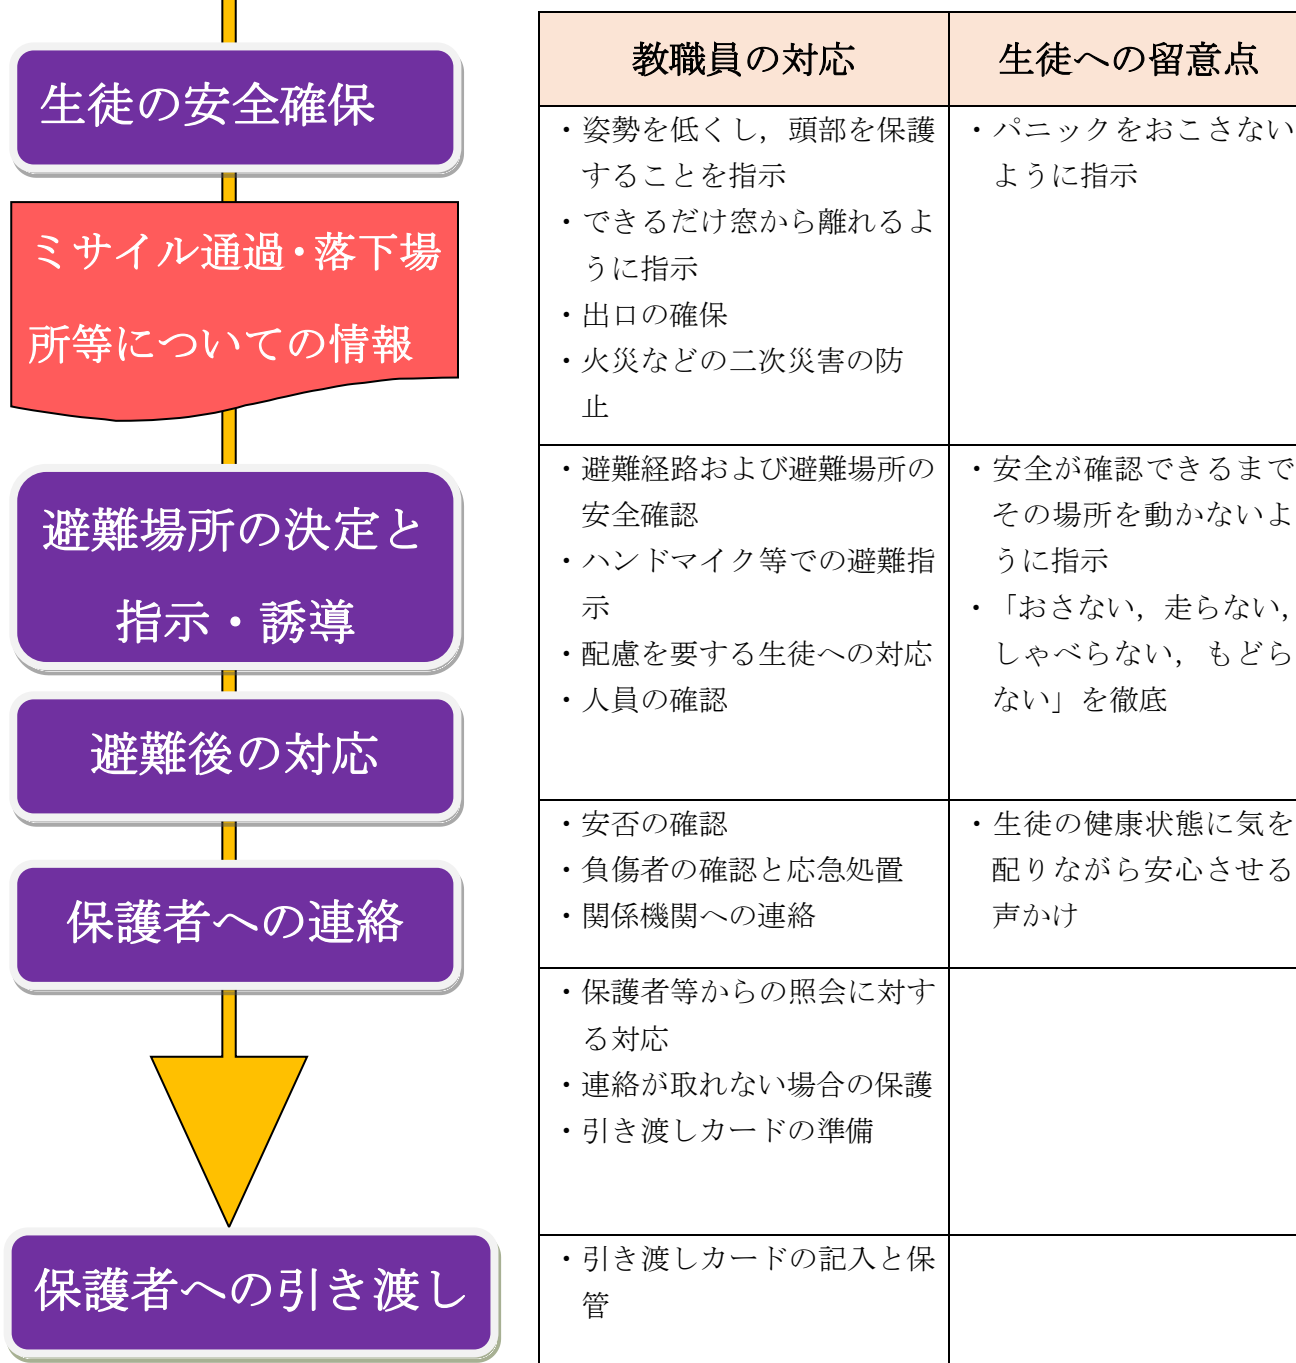 生徒の安全確保
ミサイル通過・落下場
所等についての情報
避難場所の決定と
指示・誘導
避難後の対応
保護者への連絡
保護者への引き渡し
教職員の対応
生徒への留意点
・姿勢を低くし，頭部を保護
することを指示
・できるだけ窓から離れるよ
うに指示
・出口の確保
・火災などの二次災害の防
止
・パニックをおこさない
ように指示
・避難経路および避難場所の
安全確認
・ハンドマイク等での避難指
示
・配慮を要する生徒への対応
・人員の確認
・安全が確認できるまで
その場所を動かないよ
うに指示
・「おさない，走らない，
しゃべらない，もどら
ない」を徹底
・安否の確認
・負傷者の確認と応急処置
・関係機関への連絡
・生徒の健康状態に気を
配りながら安心させる
声かけ
・保護者等からの照会に対す
る対応
・連絡が取れない場合の保護
・引き渡しカードの準備
・引き渡しカードの記入と保
管